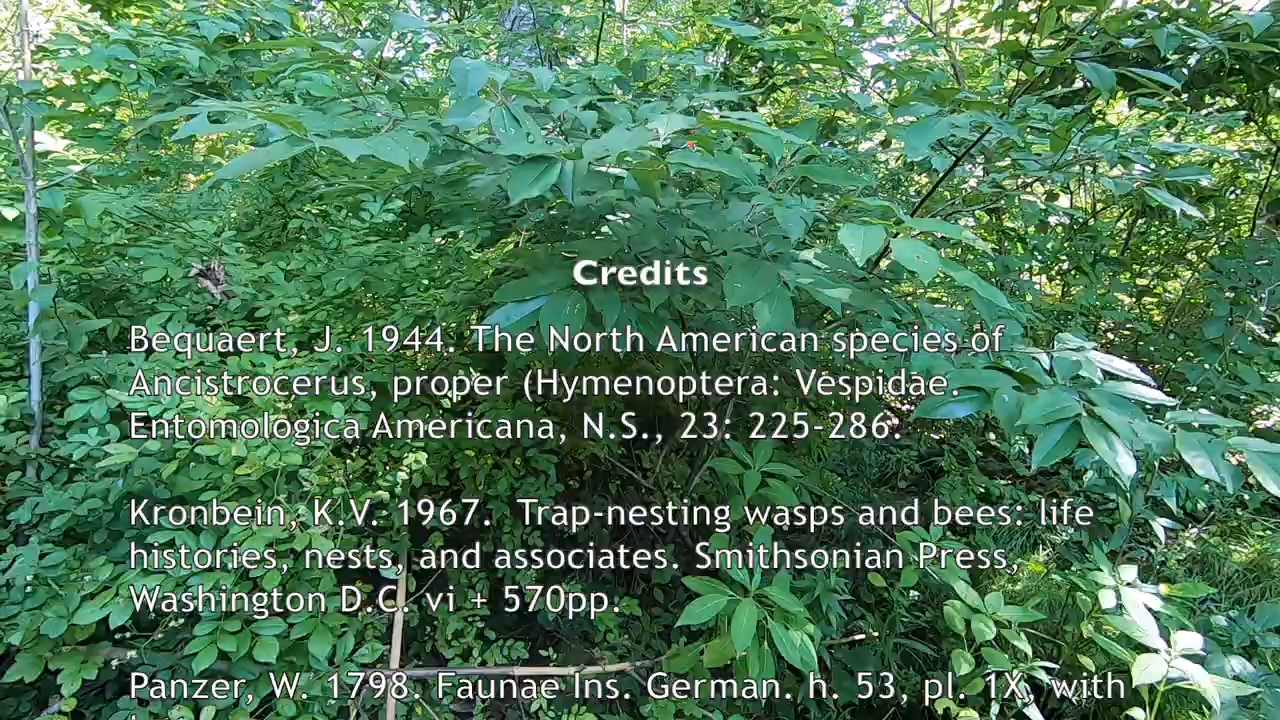 Credits
Bequaert, J. 1944. The North American species of
Ancistrocerus, proper (Hymenoptera: Vespidae.
Entomologica Americana, N.S., 23: 225-286.
Kronbein, K.V. 1967.  Trap-nesting wasps and bees: life
histories, nests, and associates. Smithsonian Press,
Washington D.C. vi + 570pp.
Panzer, W. 1798. Faunae Ins. German. h. 53, pl. 1X, with